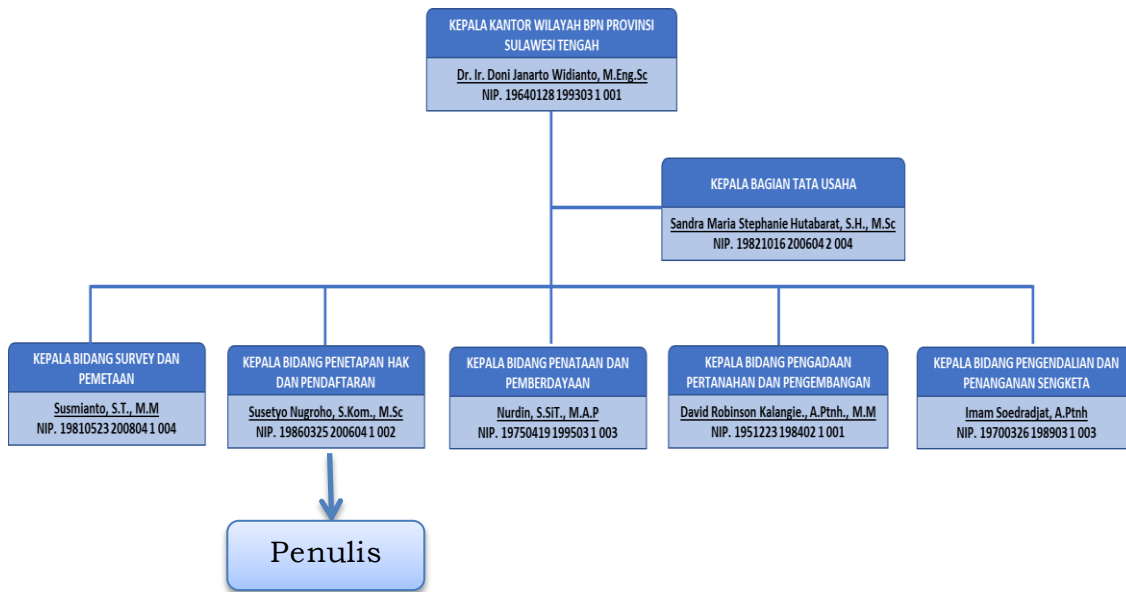 KEPALA KANTOR WILAYAH BPN PROVINSI
SULAWESI TENGAH
Dr. Ir. Doni Janarto Widianto, M.Eng.Sc
NIP. 19640128 199303 1 001
KEPALA BAGIAN TATA USAHA
Sandra Maria Stephanie Hutabarat, S.H., M.Sc
NIP. 19821016 200604 2 004
KEPALA BIDANG SURVEY DAN
PEMETAAN
Susmianto, S.T., M.M
NIP. 19810523 200804 1 004
KEPALA BIDANG PENETAPAN HAK
DAN PENDAFTARAN
Susetyo Nugroho, S.Kom., M.Sc
NIP. 19860325 200604 1 002
KEPALA BIDANG PENATAAN DAN
PEMBERDAYAAN
Nurdin, S.SiT., M.A.P
NIP. 19750419 199503 1 003
KEPALA BIDANG PENGADAAN
PERTANAHAN DAN PENGEMBANGAN
David Robinson Kalangie., A.Ptnh., M.M
NIP. 1951223 198402 1 001
KEPALA BIDANG PENGENDALIAN DAN
PENANGANAN SENGKETA
Imam Soedradjat, A.Ptnh
NIP. 19700326 198903 1 003
Penulis